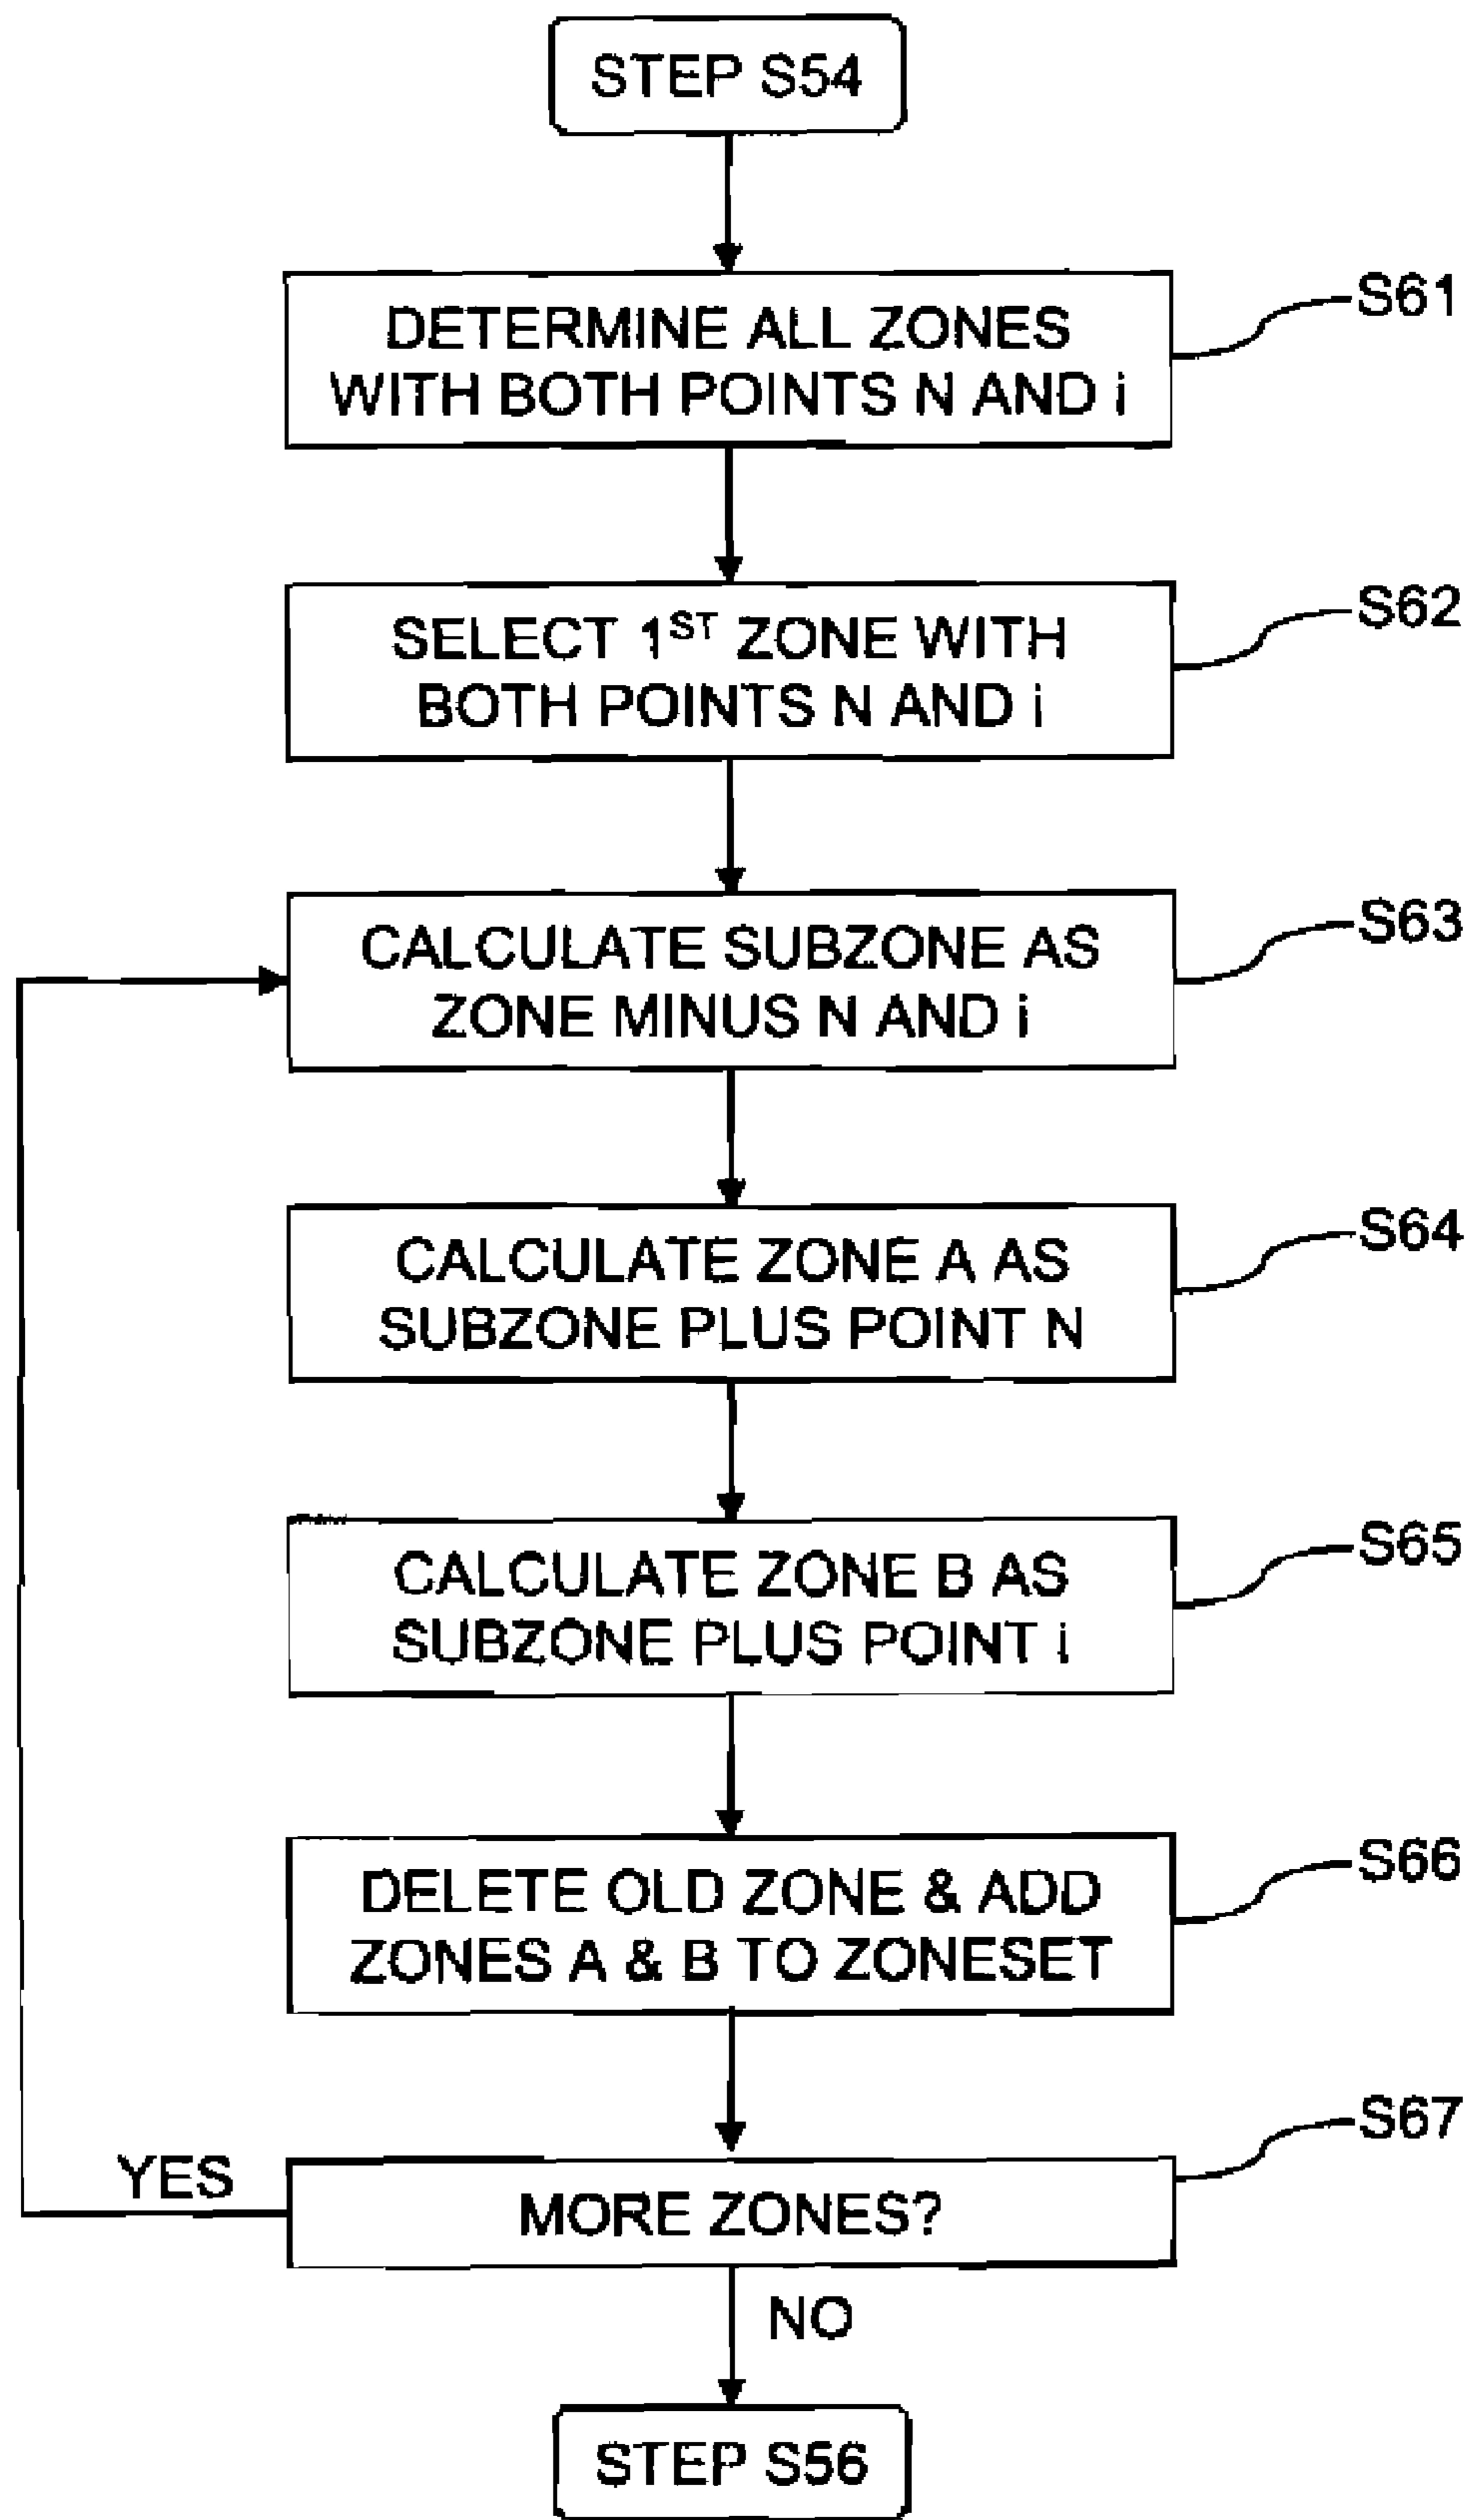 STEP S54
DETERMINE ALL ZONES
WITH BOTH POINTS N AND i
S61
SELECT 1ST ZONE WITH
BOTH POINTS N AND i
S62
CALCULATE SUBZONE AS
ZONE MINUS N AND i
S63
CALCULATE ZONE A AS
SUBZONE PLUS POINT N
S64
CALCULATE ZONE B AS
SUBZONE PLUS POINT i
S65
DELETE OLD ZONE & ADD
ZONES A & B TO ZONESET
S66
YES
MORE ZONES?
S67
NO
STEP S56